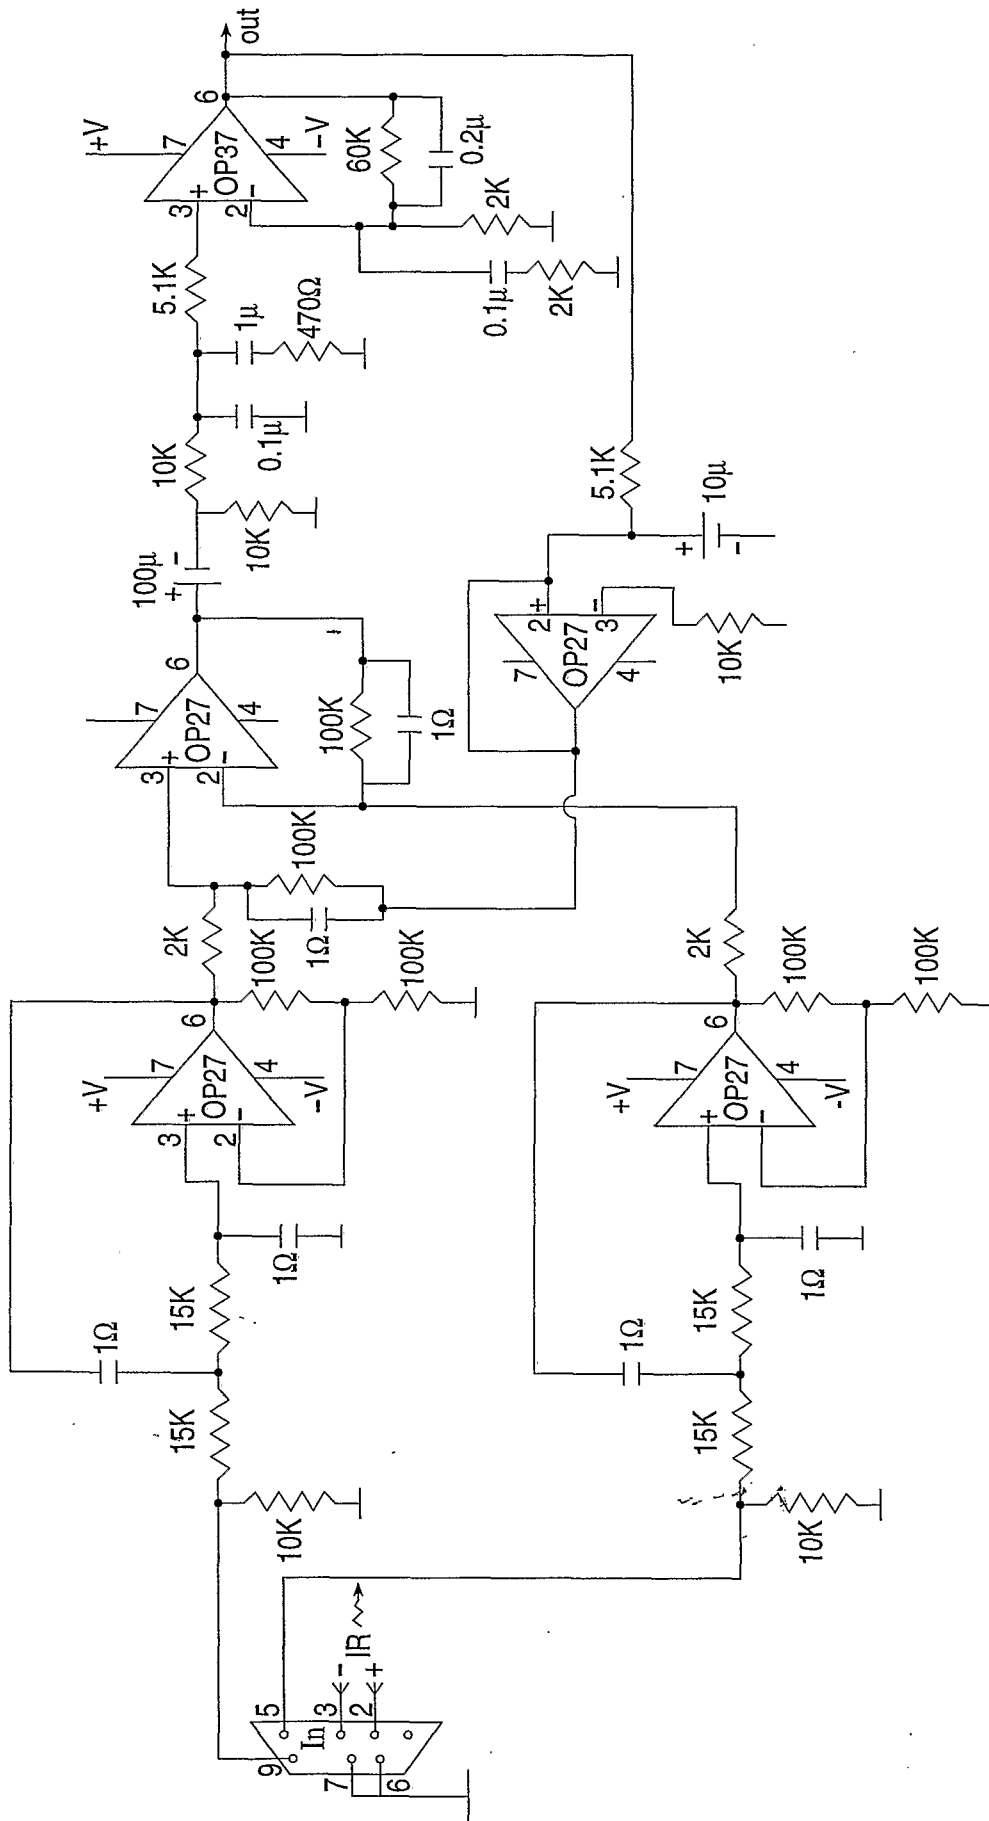 In
9
5
3
2
7
6
-
+
IR
10K
15K
1Ω
15K
1Ω
3
2
+
-
OP27
7
4
6
+V
-V
100K
100K
2K
1Ω
100K
3
2
+
-
OP27
7
4
6
100K
1Ω
100µ
+
-
10K
10K
0.1µ
1µ
470Ω
5.1K
3
2
+
-
OP37
7
4
6
+V
-V
out
60K
0.2µ
2K
0.1µ
2K
10K
15K
1Ω
15K
1Ω
+
-
OP27
7
6
+V
-V
100K
100K
2K
2
3
+
-
OP27
7
4
10K
5.1K
10µ
+
-